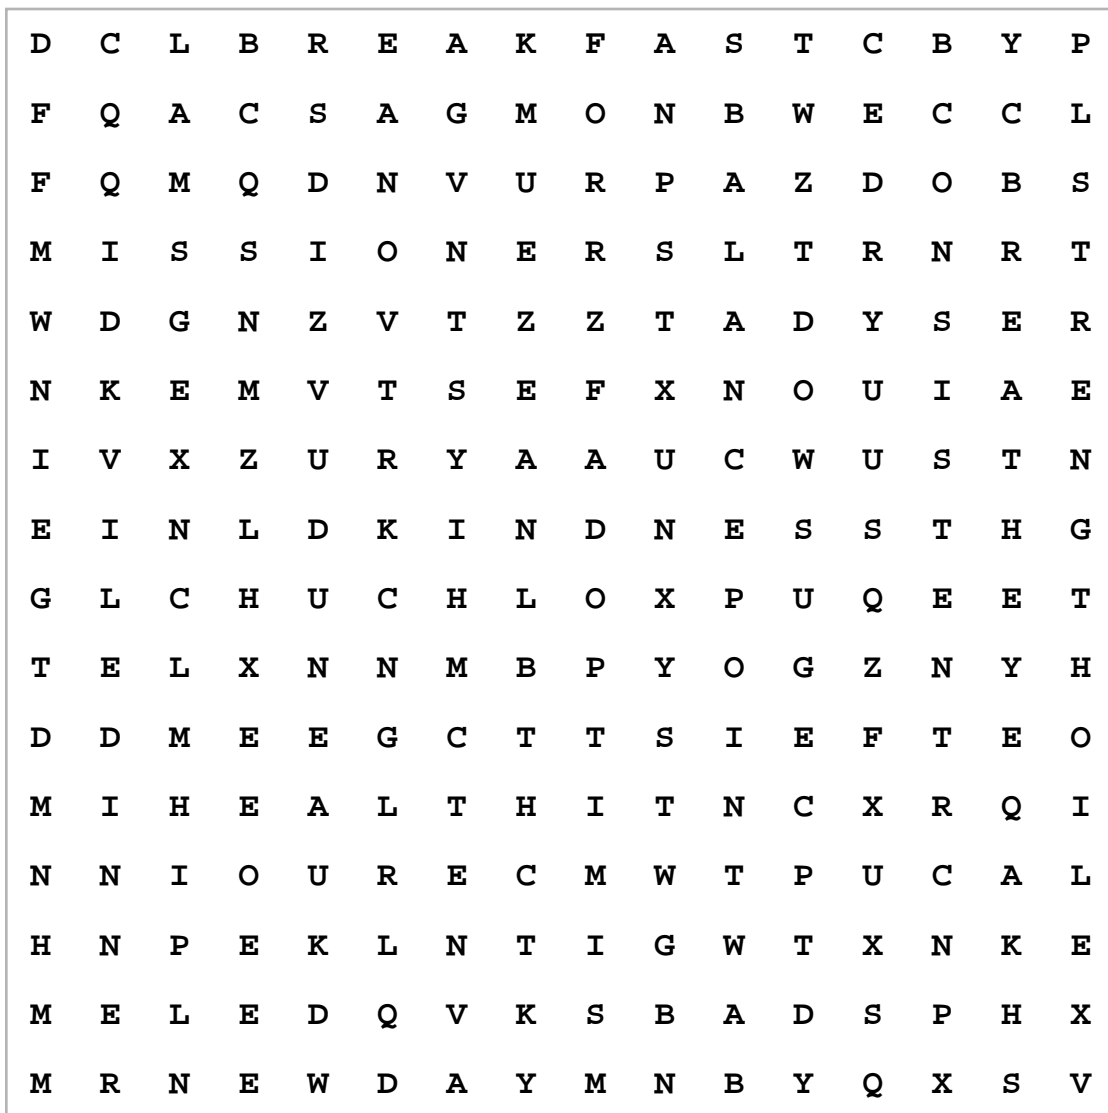 D C L B R E A K F A S T C B Y P
F Q A C S A G M O N B W E C C L
F Q M Q D N V U R P A Z D O B S
M I S S I O N E R S L T R N R T
W D G N Z V T Z Z T A D Y S E R
N K E M V T S E F X N O U I A E
I V X Z U R Y A A U C W U S T N
E I N L D K I N D N E S S T H G
G L C H U C H L O X P U Q E E T
T E L X N N M B P Y O G Z N Y H
D D M E E G C T T S I E F T E O
M I H E A L T H I T N C X R Q I
N N I O U R E C M W T P U C A L
H N P E K L N T I G W T X N K E
M E L E D Q V K S B A D S P H X
M R N E W D A Y M N B Y Q X S V